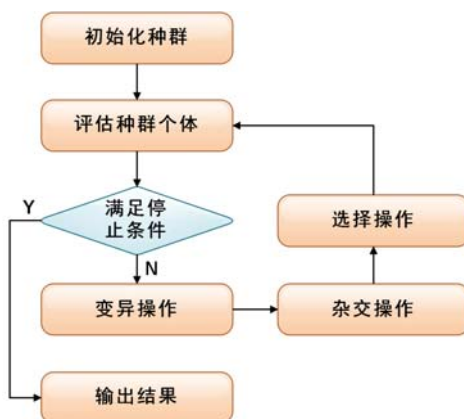 初始化种群
评估种群个体
Y
满足停
止条件
选择操作
N
变异操作
杂交操作
输出结果